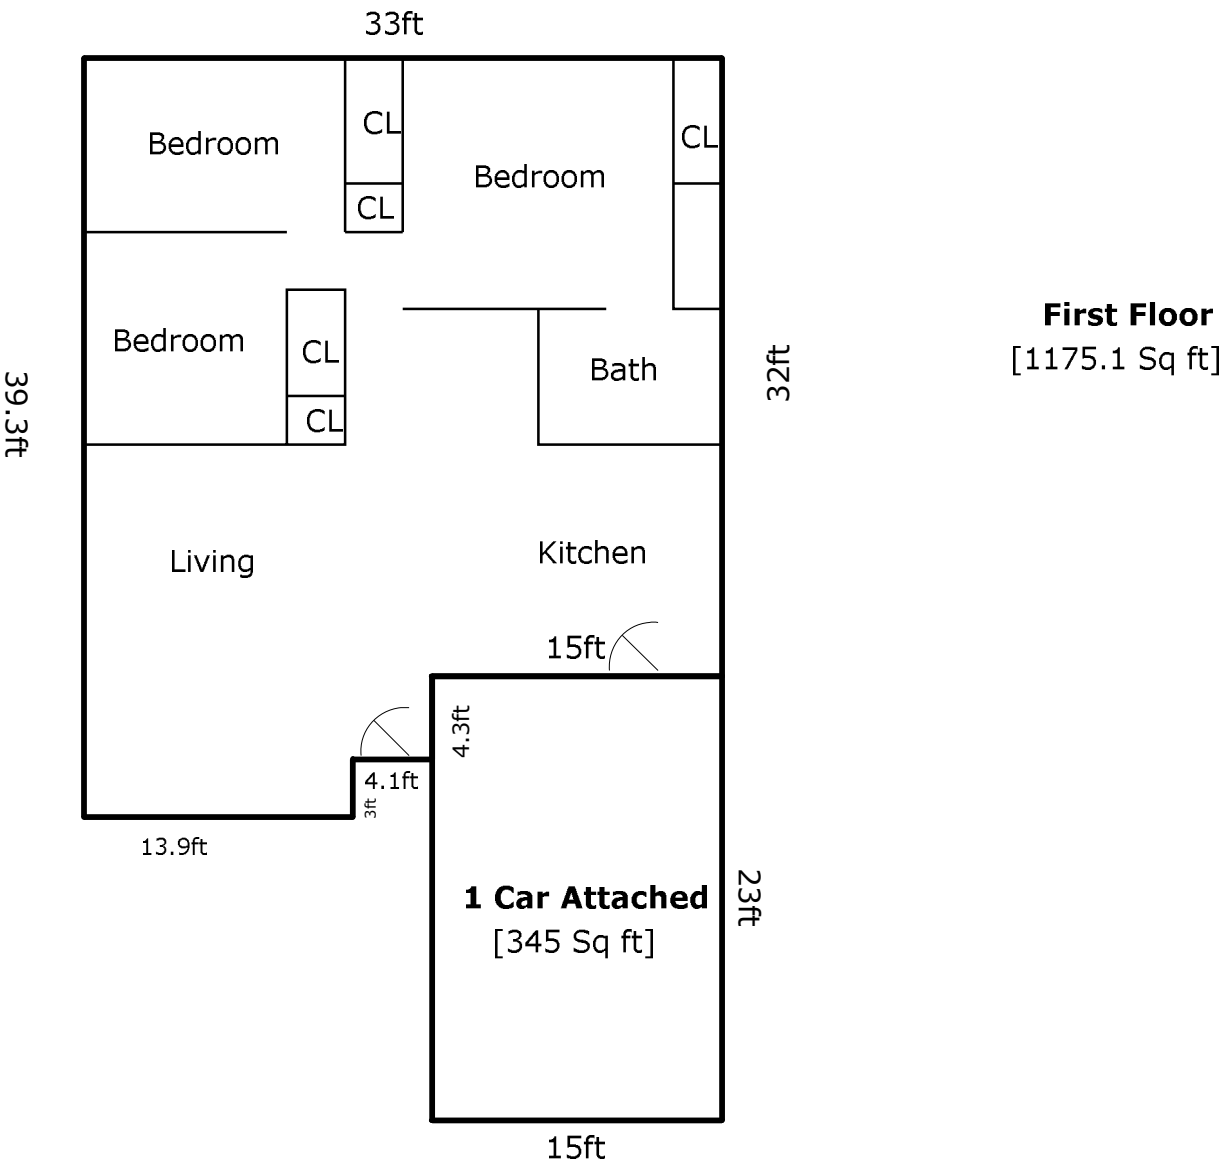 33ft
CL
CL
Bedroom
Bedroom
CL
First Floor
[1175.1 Sq ft]
Bedroom
CL
Bath
32ft
39.3ft
CL
Living
Kitchen
15ft
4.3ft
4.1ft
3ft
13.9ft
1 Car Attached
[345 Sq ft]
23ft
15ft